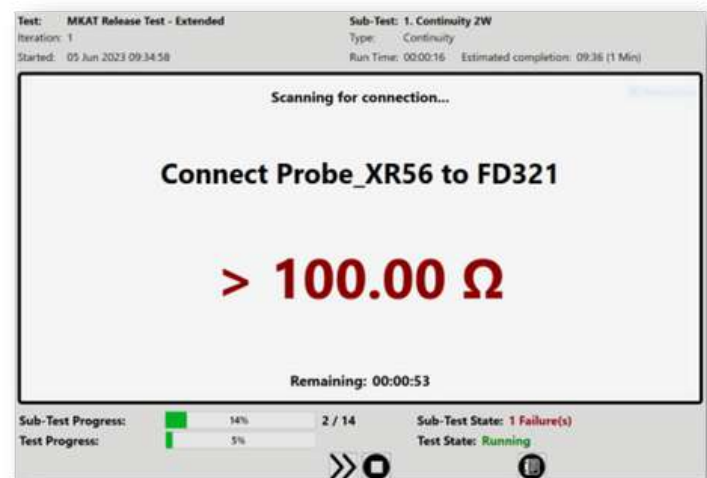 Test: MKAT Release Test - Extended Sub-Test: 1. Continuity 2W
Iteration: 1 Type: Continuity
Started: 05 Jun 2023 09:34:58 Run Time: 00:00:16 Estimated completion: 09:36 (1 Min)
Scanning for connection...
Connect Probe_XR56 to FD321
> 100.00 Ω
Remaining: 00:00:53
Sub-Test Progress: 14% 2 / 14 Sub-Test State: 1 Failure(s)
Test Progress: 5% Test State: Running